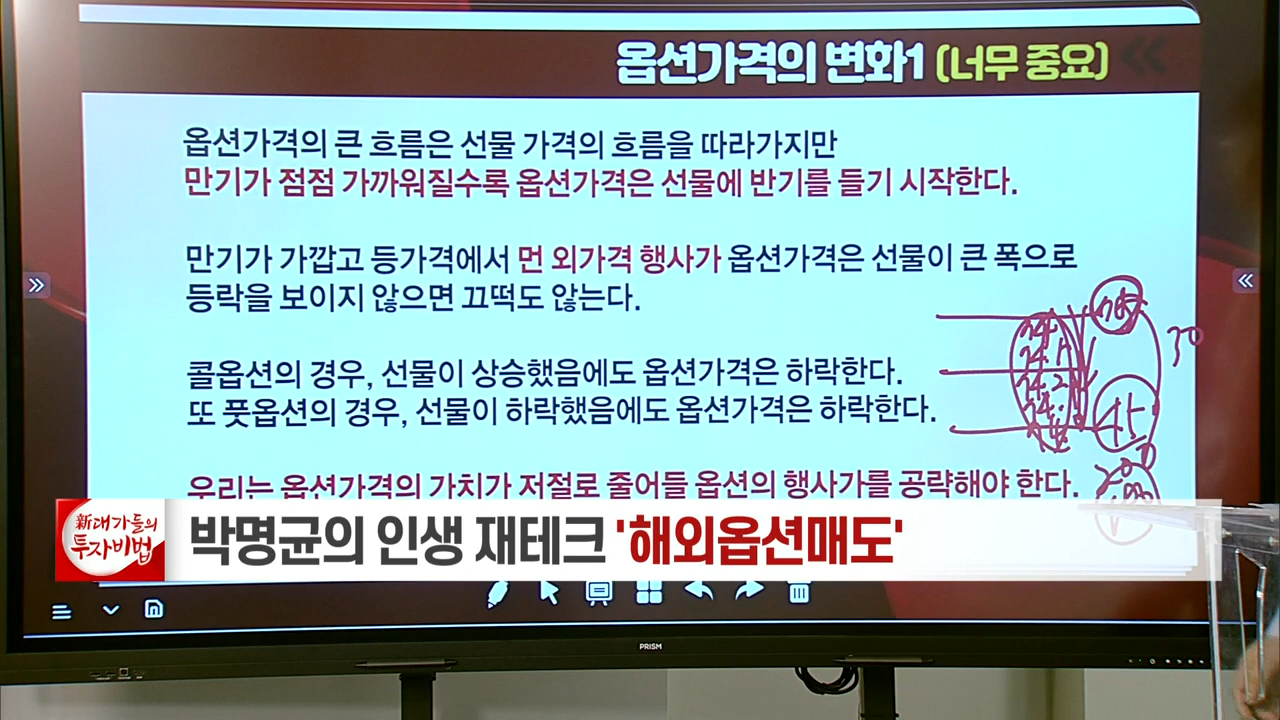 옵션가격의 변화1 (너무 중요)
옵션가격의 큰 흐름은 선물 가격의 흐름을 따라가지만
만기가 점점 가까워질수록 옵션가격은 선물에 반기를 들기 시작한다.
만기가 가깝고 등가격에서 먼 외가격 행사가 옵션가격은 선물이 큰 폭으로
등락을 보이지 않으면 끄떡도 않는다.
콜옵션의 경우, 선물이 상승했음에도 옵션가격은 하락한다.
또 풋옵션의 경우, 선물이 하락했음에도 옵션가격은 하락한다.
30
45
우리는 옵션가격의 가치가 저절로 줄어들 옵션의 행사가를 공략해야 한다.
新대가들의
투자비법
박명균의 인생 재테크 '해외옵션매도'
PRISM